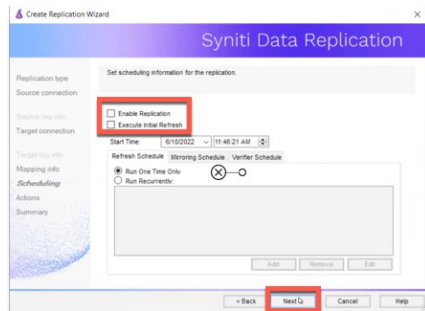 Create Replication Wizard
Syniti Data Replication
Replication type
Source connection
Source log info
Target connection
Target log info
Mapping info
Scheduling
Actions
Summary
Set scheduling information for the replication.
Enable Replication
Execute Initial Refresh
Start Time: 6/10/2022 11:46:21 AM
Refresh Schedule Mirroring Schedule Verifier Schedule
Run One Time Only
Run Recurrently:
Add Remove Edit
< Back Next Cancel Help